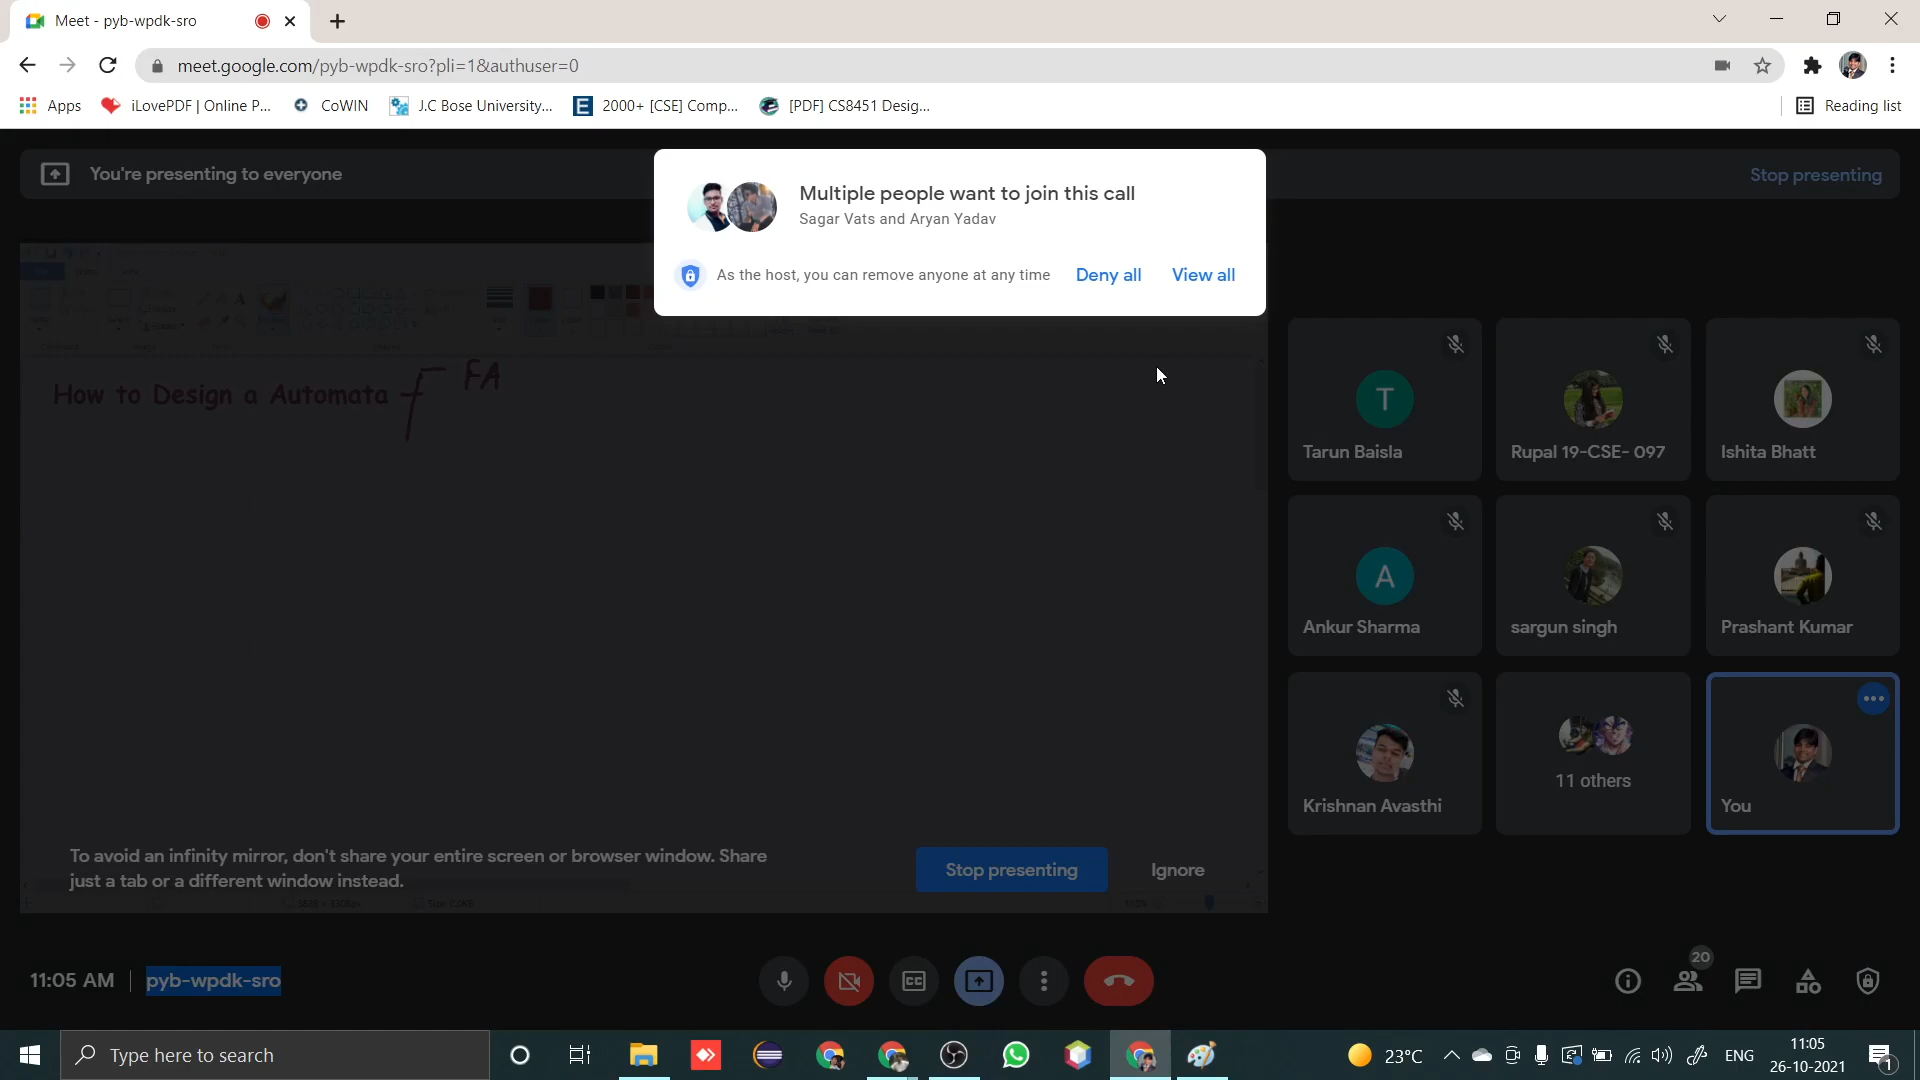 Meet - pyb-wpdk-sro
meet.google.com/pyb-wpdk-sro?pli=1&authuser=0
Apps
iLovePDF | Online P...
CoWIN
J.C Bose University...
2000+ [CSE] Comp...
[PDF] CS8451 Desig...
Reading list
You're presenting to everyone
Stop presenting
Multiple people want to join this call
Sagar Vats and Aryan Yadav
As the host, you can remove anyone at any time
Deny all
View all
How to Design a Automata
FA
T
Tarun Baisla
Rupal 19-CSE- 097
Ishita Bhatt
A
Ankur Sharma
sargun singh
Prashant Kumar
Krishnan Avasthi
11 others
You
To avoid an infinity mirror, don't share your entire screen or browser window. Share
just a tab or a different window instead.
Stop presenting
Ignore
11:05 AM
pyb-wpdk-sro
CC
20
Type here to search
23°C
ENG
11:05
26-10-2021
1